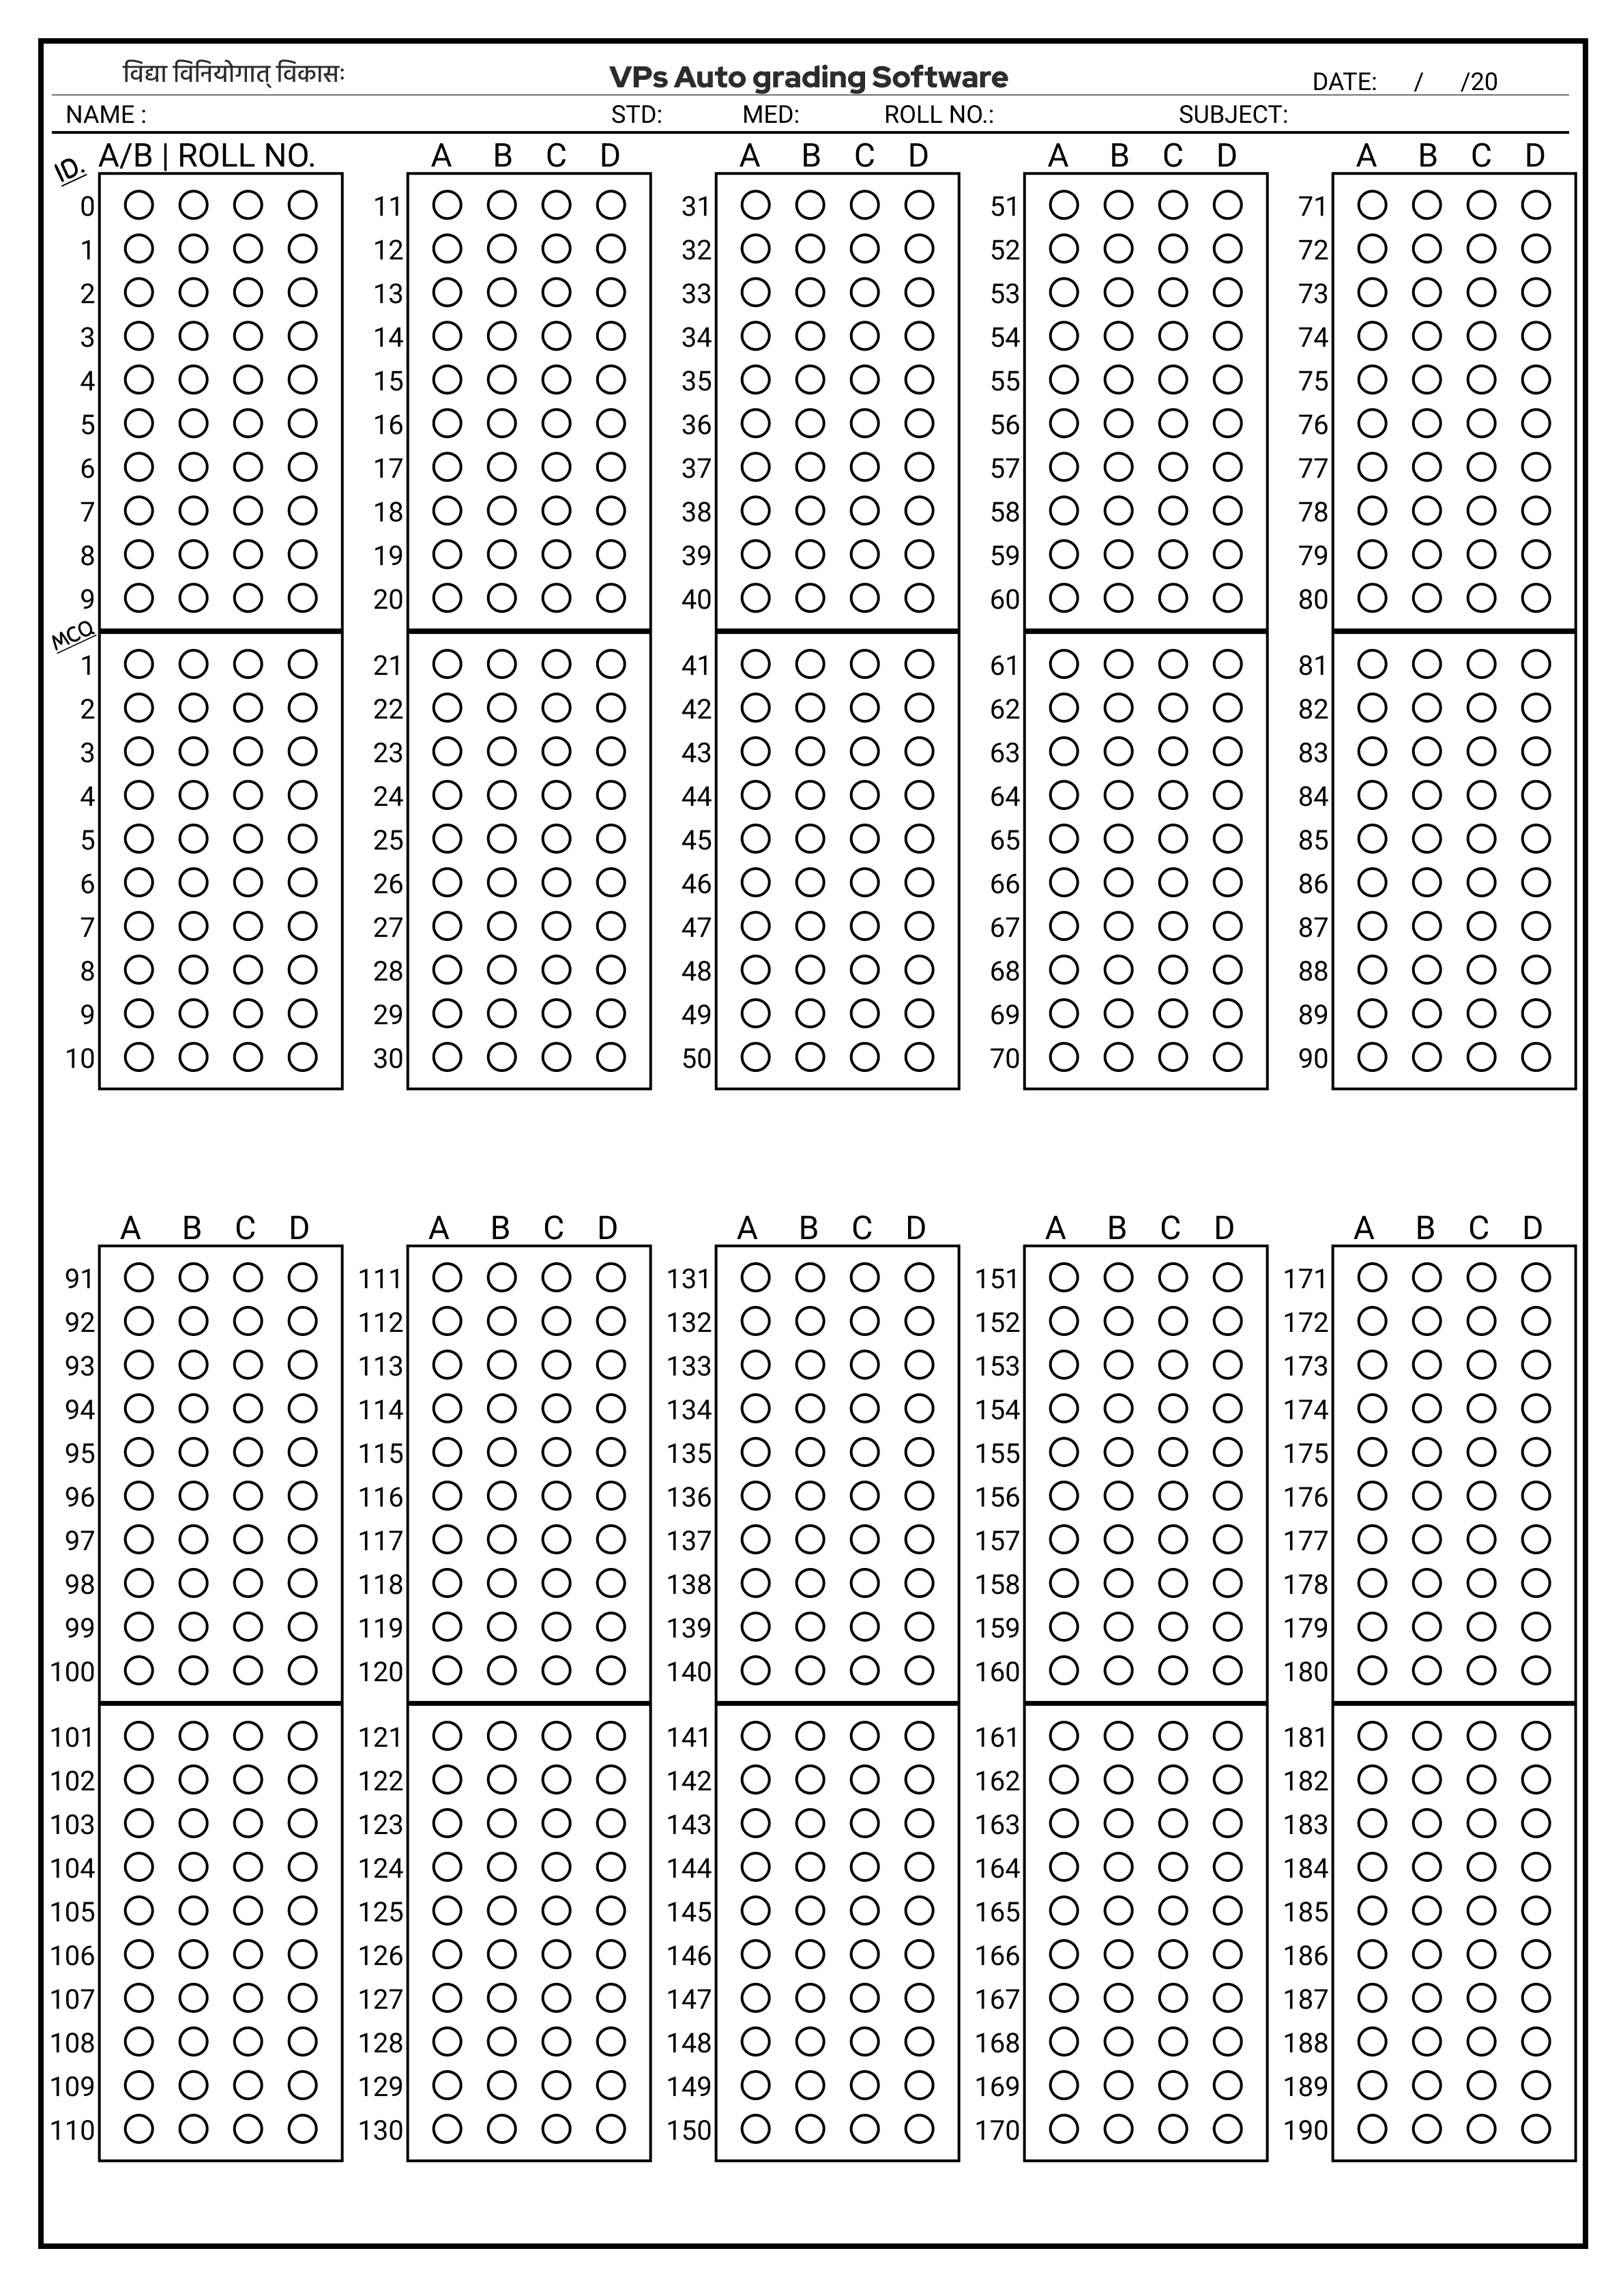 विद्या विनियोगात् विकासः VPs Auto grading Software DATE: / /20
NAME : STD: MED: ROLL NO.: SUBJECT:
ID. A/B | ROLL NO. A B C D A B C D A B C D A B C D
0 11 31 51 71
1 12 32 52 72
2 13 33 53 73
3 14 34 54 74
4 15 35 55 75
5 16 36 56 76
6 17 37 57 77
7 18 38 58 78
8 19 39 59 79
9 20 40 60 80
MCQ
1 21 41 61 81
2 22 42 62 82
3 23 43 63 83
4 24 44 64 84
5 25 45 65 85
6 26 46 66 86
7 27 47 67 87
8 28 48 68 88
9 29 49 69 89
10 30 50 70 90
A B C D A B C D A B C D A B C D A B C D
91 111 131 151 171
92 112 132 152 172
93 113 133 153 173
94 114 134 154 174
95 115 135 155 175
96 116 136 156 176
97 117 137 157 177
98 118 138 158 178
99 119 139 159 179
100 120 140 160 180
101 121 141 161 181
102 122 142 162 182
103 123 143 163 183
104 124 144 164 184
105 125 145 165 185
106 126 146 166 186
107 127 147 167 187
108 128 148 168 188
109 129 149 169 189
110 130 150 170 190